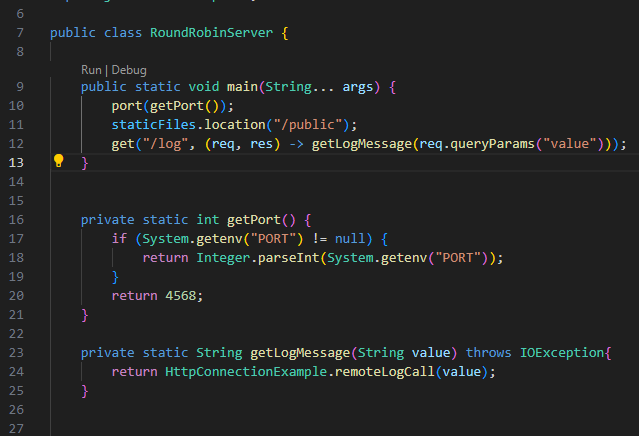 6
7 public class RoundRobinServer {
8
Run | Debug
9 public static void main(String... args) {
10 port(getPort());
11 staticFiles.location("/public");
12 get("/log", (req, res) -> getLogMessage(req.queryParams("value")));
13 }
14
15
16 private static int getPort() {
17 if (System.getenv("PORT") != null) {
18 return Integer.parseInt(System.getenv("PORT"));
19 }
20 return 4568;
21 }
22
23 private static String getLogMessage(String value) throws IOException{
24 return HttpConnectionExample.remoteLogCall(value);
25 }
26
27